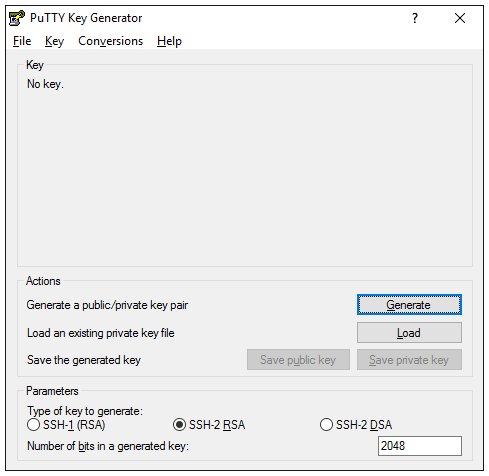 PuTTY Key Generator ?
File Key Conversions Help
Key
No key.
Actions
Generate a public/private key pair Generate
Load an existing private key file Load
Save the generated key Save public key Save private key
Parameters
Type of key to generate:
SSH-1 (RSA) SSH-2 RSA SSH-2 DSA
Number of bits in a generated key: 2048